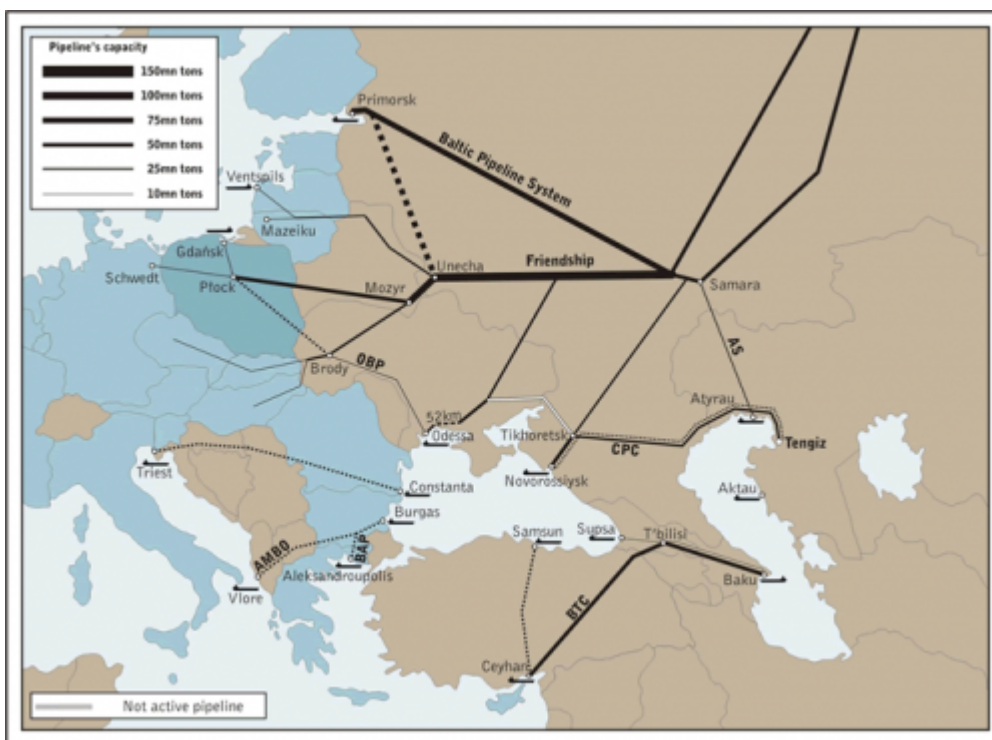 Pipeline's capacity
150mn tons
100mn tons
75mn tons
50mn tons
25mn tons
10mn tons
Primorsk
Baltic Pipeline System
Ventspils
Mazeiku
Gdańsk
Schwedt
Płock
Unecha
Friendship
Mozyr
Samara
AS
Brody
OBP
52km
Odessa
Atyrau
Tikhoretsk
Tengiz
CPC
Triest
Novorossiysk
Constanta
Aktau
Burgas
Samsun
Supsa
T'bilisi
AMBO
BAP
Aleksandroupolis
Baku
Vlore
BTC
Ceyhan
Not active pipeline